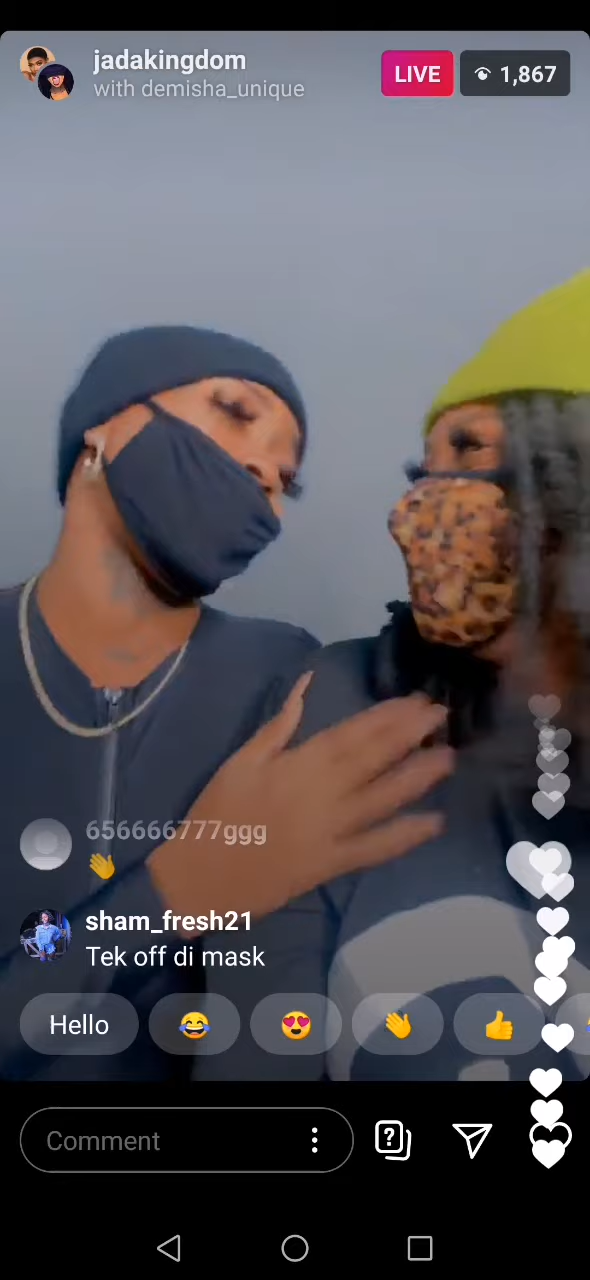 jadakingdom
with demisha_unique
LIVE
1,867
656666777ggg
👋
sham_fresh21
Tek off di mask
Hello
😂
😍
👋
👍
Comment